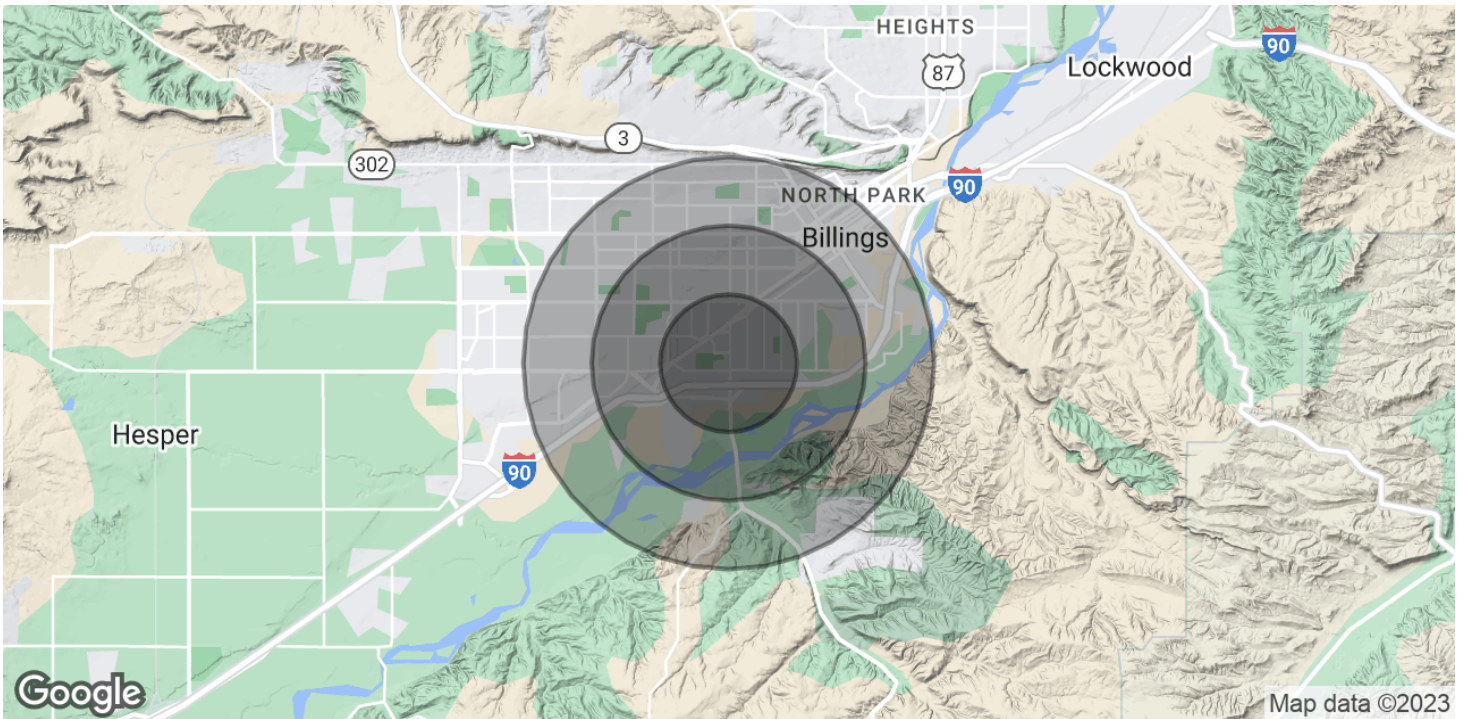 HEIGHTS
90
87
Lockwood
3
302
90
NORTH PARK
Billings
Hesper
90
Google
Map data ©2023